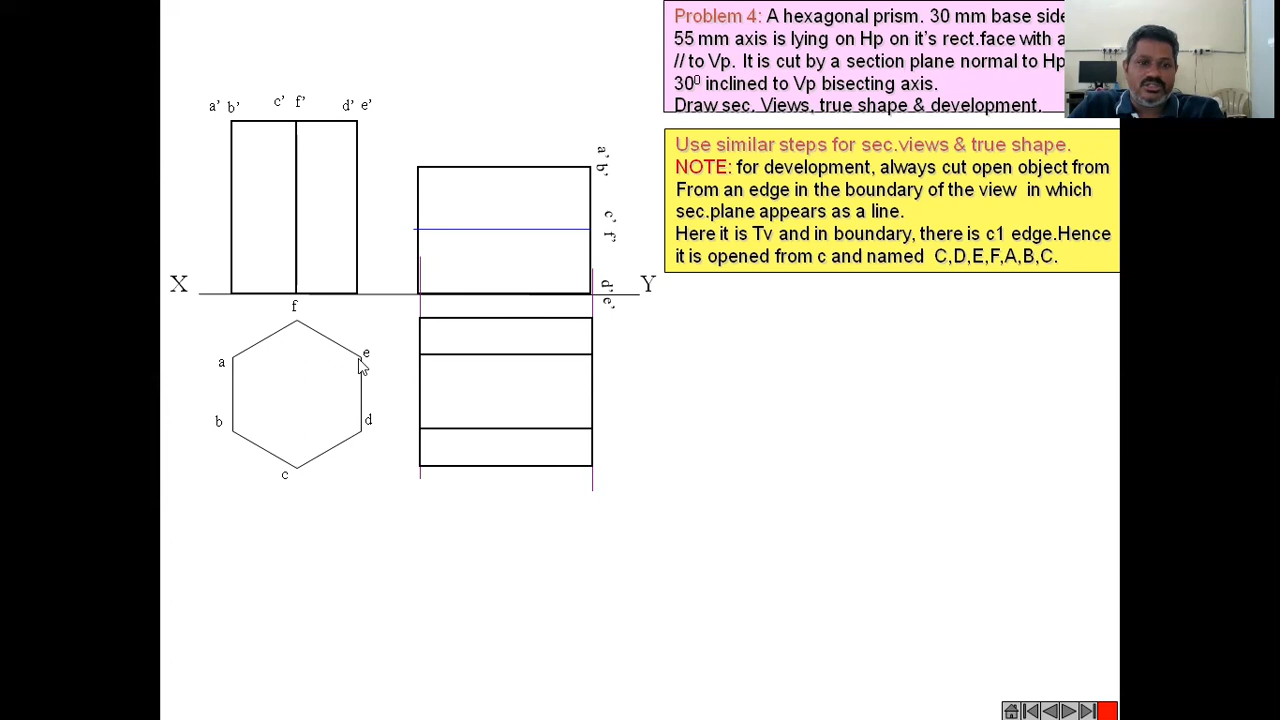 Problem 4: A hexagonal prism. 30 mm base side
55 mm axis is lying on Hp on it's rect.face with a
// to Vp. It is cut by a section plane normal to Hp
30⁰ inclined to Vp bisecting axis.
Draw sec. Views, true shape & development.
Use similar steps for sec.views & true shape.
NOTE: for development, always cut open object from
From an edge in the boundary of the view in which
sec.plane appears as a line.
Here it is Tv and in boundary, there is c1 edge.Hence
it is opened from c and named C,D,E,F,A,B,C.
a' b' c' f' d' e'
a' b'
c' f'
d' e'
X Y
f
a e
b d
c